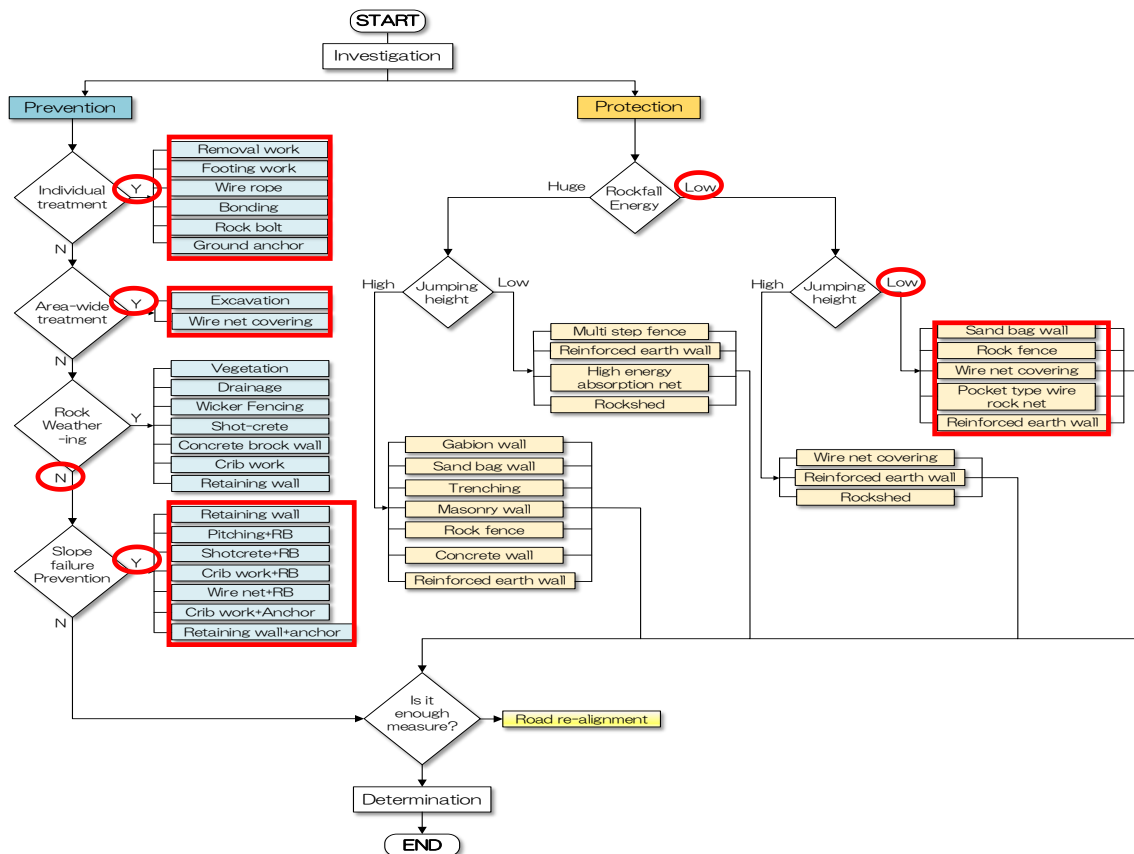 START
Investigation
Prevention
Protection
Individual
treatment
Y
N
Removal work
Footing work
Wire rope
Bonding
Rock bolt
Ground anchor
Area-wide
treatment
Y
N
Excavation
Wire net covering
Rock
Weather
-ing
Y
N
Vegetation
Drainage
Wicker Fencing
Shot-crete
Concrete brock wall
Crib work
Retaining wall
Slope
failure
Prevention
Y
N
Retaining wall
Pitching+RB
Shotcrete+RB
Crib work+RB
Wire net+RB
Crib work+Anchor
Retaining wall+anchor
Huge
Rockfall
Energy
Low
High
Jumping
height
Low
Multi step fence
Reinforced earth wall
High energy
absorption net
Rockshed
Gabion wall
Sand bag wall
Trenching
Masonry wall
Rock fence
Concrete wall
Reinforced earth wall
High
Jumping
height
Low
Sand bag wall
Rock fence
Wire net covering
Pocket type wire
rock net
Reinforced earth wall
Wire net covering
Reinforced earth wall
Rockshed
Is it
enough
measure?
Road re-alignment
Determination
END